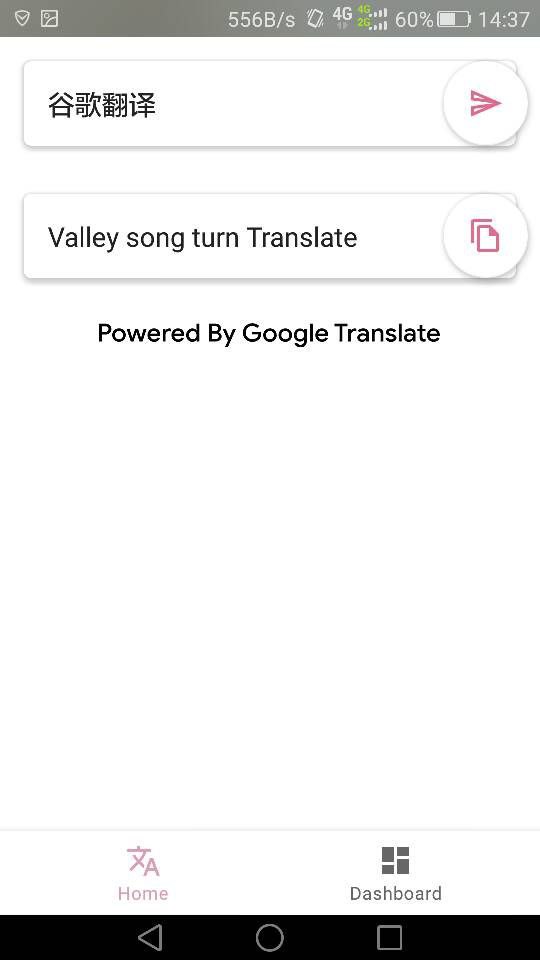 556B/s 4G 4G 2G 60% 14:37
谷歌翻译
Valley song turn Translate
Powered By Google Translate
Home
Dashboard